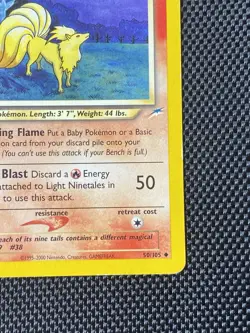 okémon. Length: 3' 7", Weight: 44 lbs.
ing Flame Put a Baby Pokémon or a Basic
on card from your discard pile onto your
(You can't use this attack if your Bench is full.)
Blast Discard a Energy
attached to Light Ninetales in
to use this attack. 50
resistance retreat cost
each of its nine tails contains a different magical
9 #38
©1995-2000 Nintendo, Creatures, GAMEFREAK. 50/105